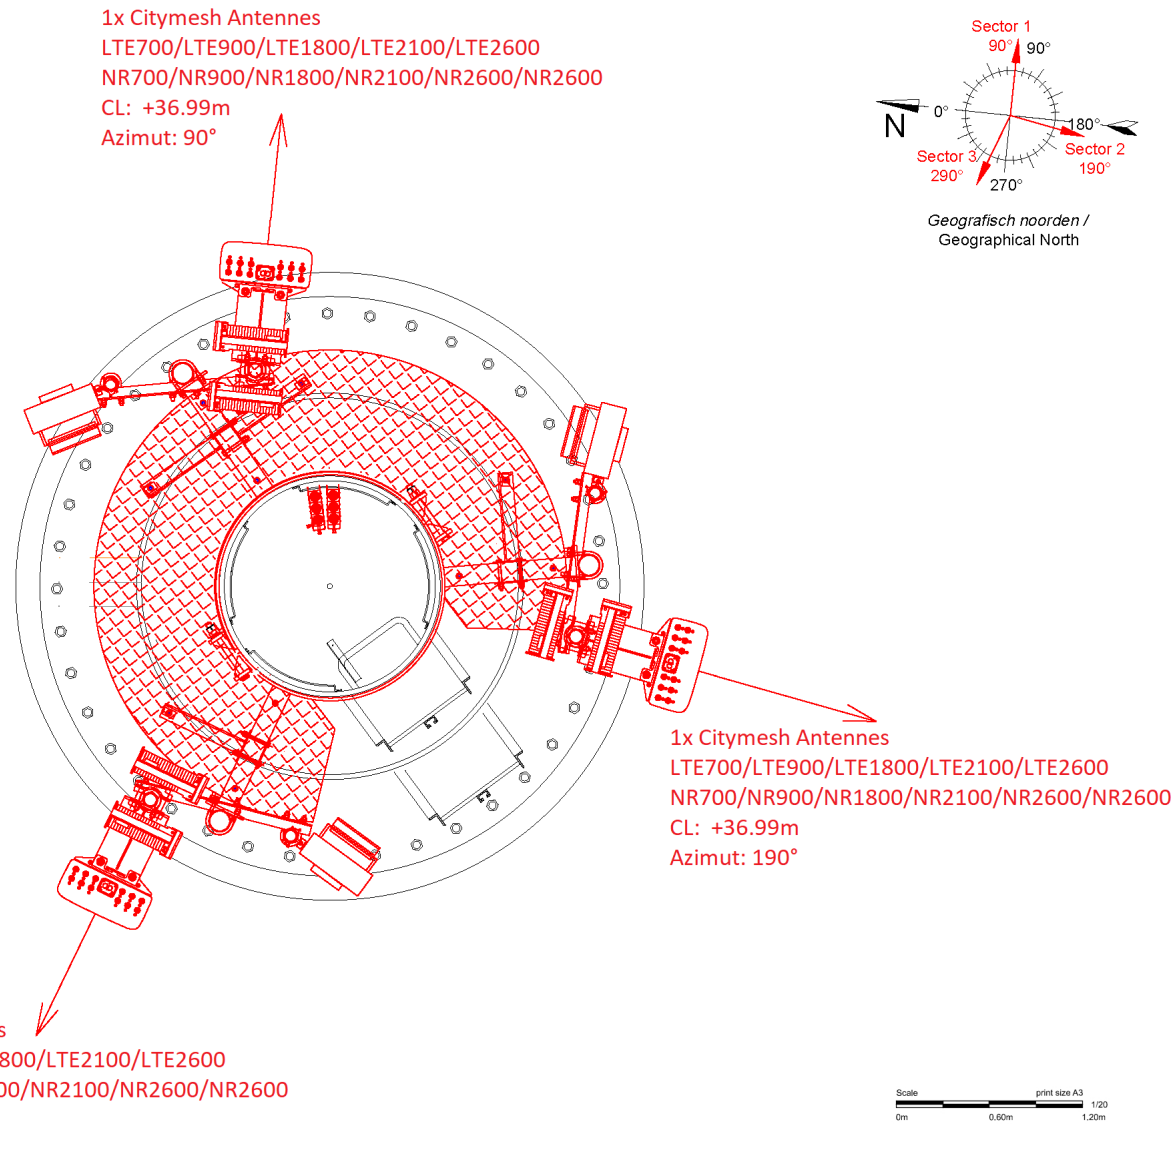 1x Citymesh Antennes
LTE700/LTE900/LTE1800/LTE2100/LTE2600
NR700/NR900/NR1800/NR2100/NR2600/NR2600
CL: +36.99m
Azimut: 90°
Sector 1
90°
90°
N
0°
180°
Sector 2
190°
Sector 3
290°
270°
Geografisch noorden /
Geographical North
1x Citymesh Antennes
LTE700/LTE900/LTE1800/LTE2100/LTE2600
NR700/NR900/NR1800/NR2100/NR2600/NR2600
CL: +36.99m
Azimut: 190°
s
800/LTE2100/LTE2600
00/NR2100/NR2600/NR2600
Scale print size A3
1/20
0m 0.60m 1.20m